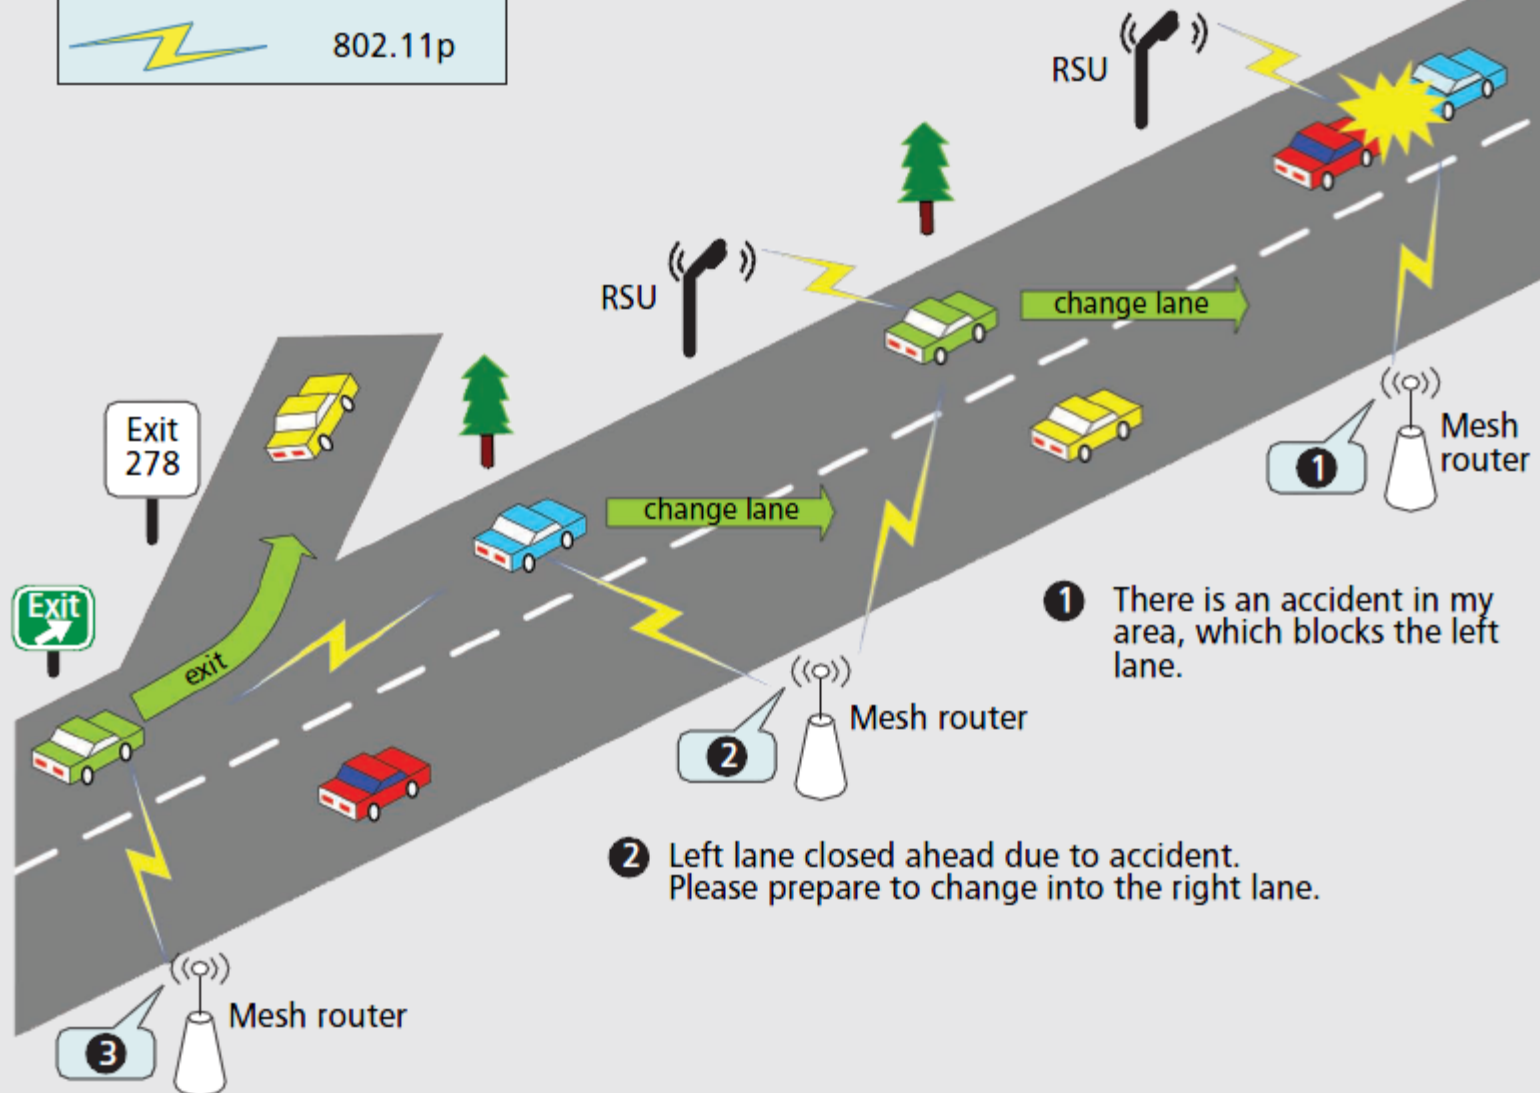 802.11p
RSU
RSU
change lane
Exit
278
change lane
Mesh
router
1
Exit
exit
1 There is an accident in my
area, which blocks the left
lane.
Mesh router
2
2 Left lane closed ahead due to accident.
Please prepare to change into the right lane.
Mesh router
3